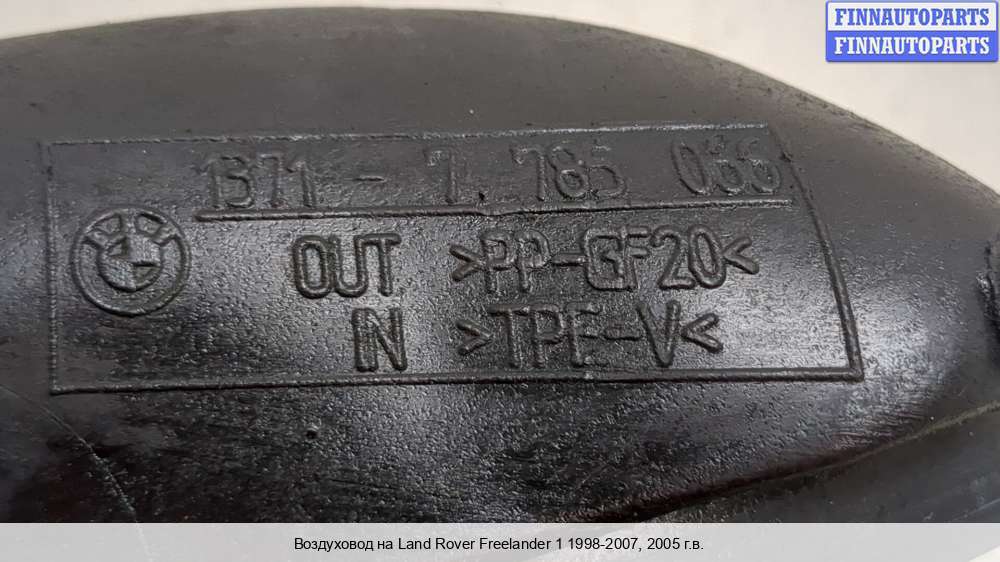 FINNAUTOPARTS
FINNAUTOPARTS
1371 - 7 785 066
OUT >PP-GF20<
IN >TPE-V<
Воздуховод на Land Rover Freelander 1 1998-2007, 2005 г.в.